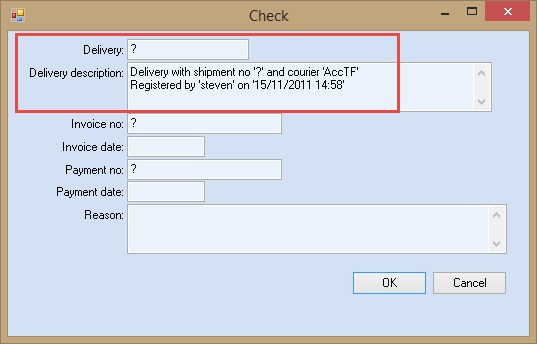 Check
Delivery: ?
Delivery description: Delivery with shipment no '?' and courier 'AccTF'
Registered by 'steven' on '15/11/2011 14:58'
Invoice no: ?
Invoice date:
Payment no: ?
Payment date:
Reason:
OK Cancel